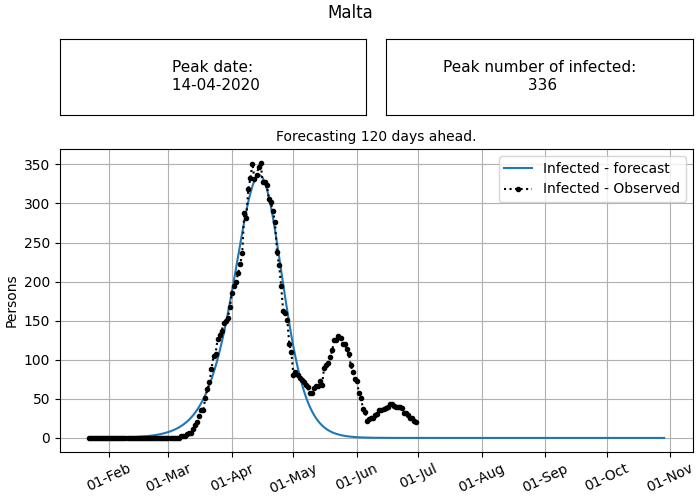 Malta
Peak date:
14-04-2020
Peak number of infected:
336
Forecasting 120 days ahead.
Infected - forecast
Infected - Observed
Persons
350
300
250
200
150
100
50
0
01-Feb
01-Mar
01-Apr
01-May
01-Jun
01-Jul
01-Aug
01-Sep
01-Oct
01-Nov